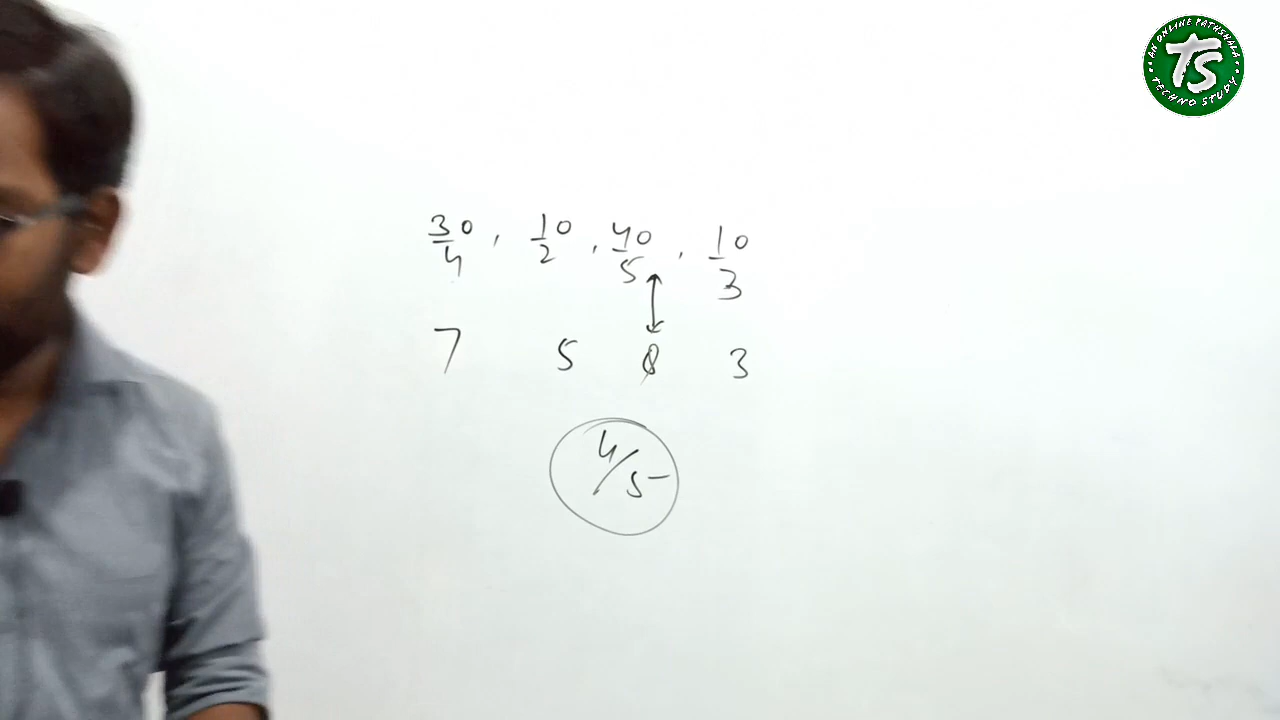 AN ONLINE PATHSHALA
TS
TECHNO STUDY
30/4 , 10/2 , 40/5 , 10/3
7 5 8 3
4/5